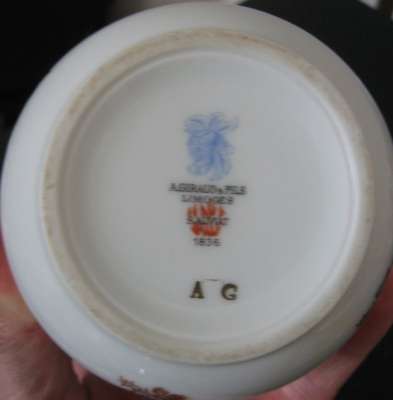 A.GIRAUD & FILS
LIMOGES
SAUVIAT
1836
A G